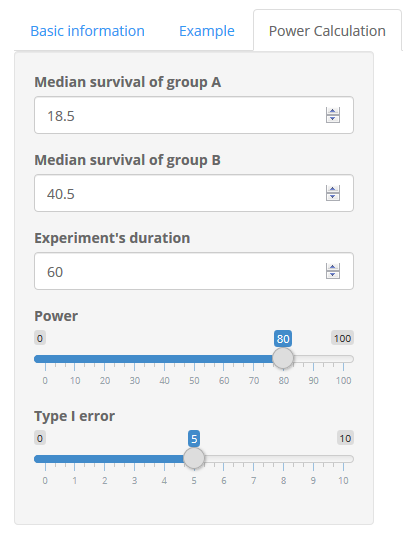 Basic information Example Power Calculation
Median survival of group A
18.5
Median survival of group B
40.5
Experiment's duration
60
Power
0 80 100
0 10 20 30 40 50 60 70 80 90 100
Type I error
0 5 10
0 1 2 3 4 5 6 7 8 9 10